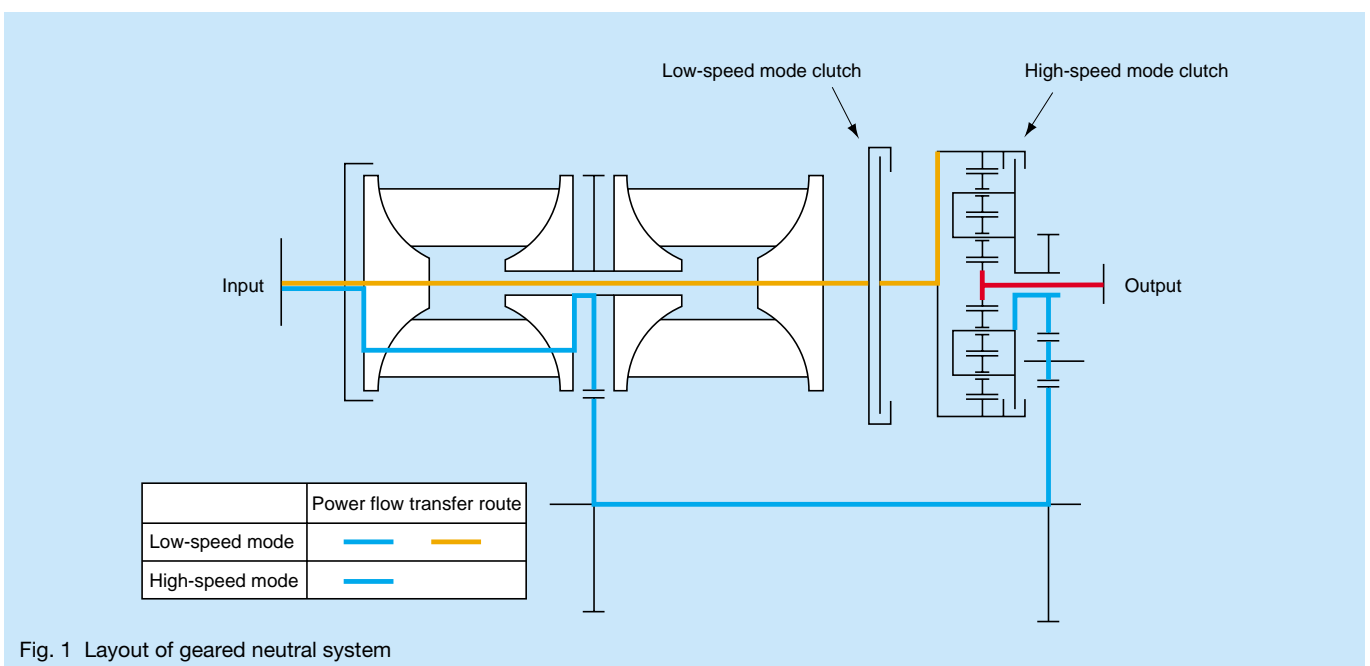 Low-speed mode clutch
High-speed mode clutch
Input
Output
Power flow transfer route
Low-speed mode
High-speed mode
Fig. 1 Layout of geared neutral system